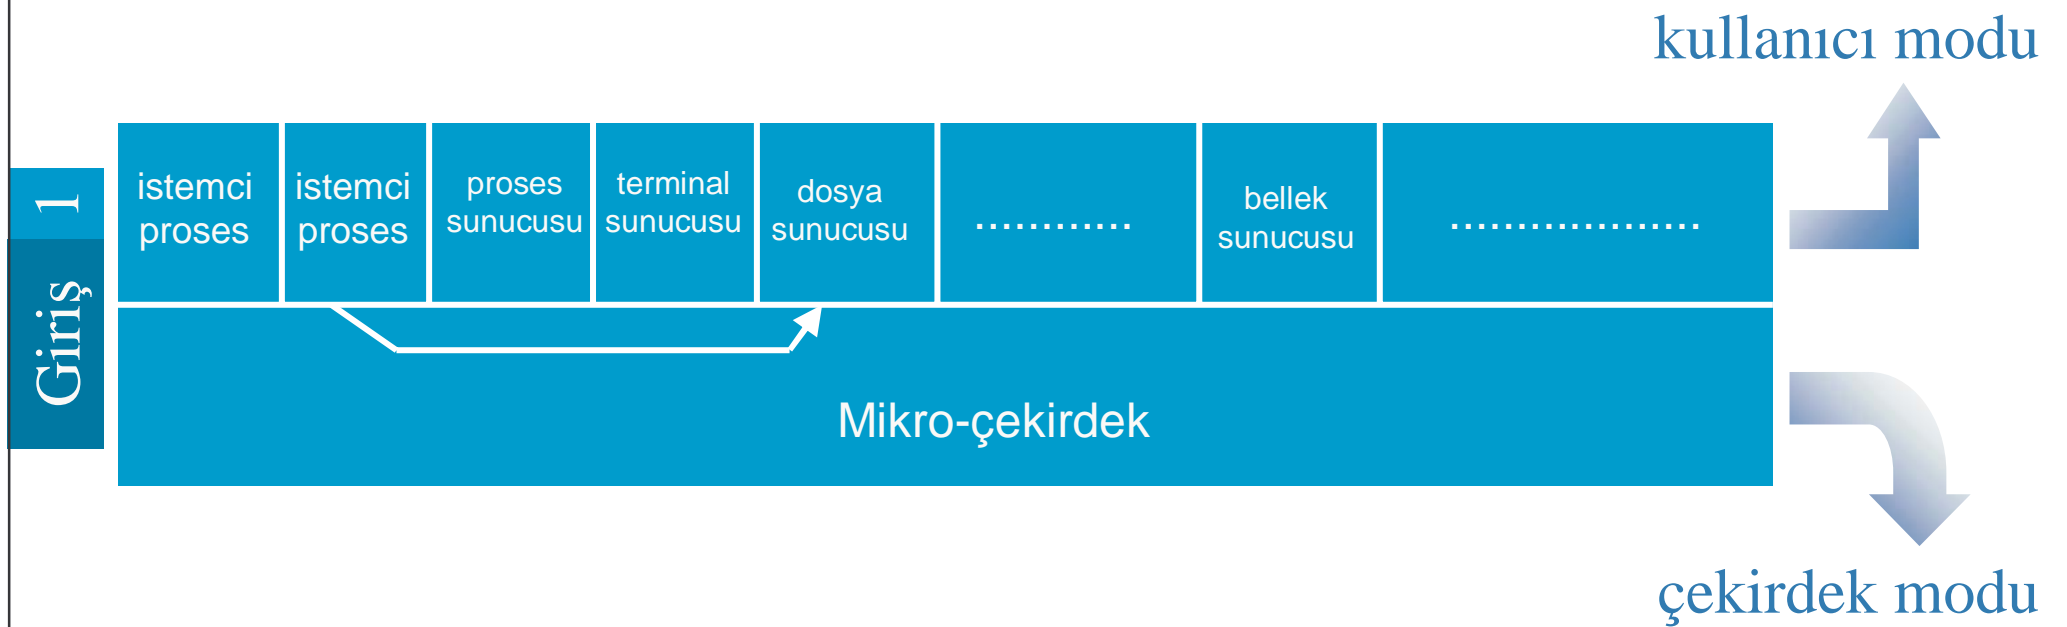 kullanıcı modu
1
Giriş
istemci
proses
istemci
proses
proses
sunucusu
terminal
sunucusu
dosya
sunucusu
............
bellek
sunucusu
...................
Mikro-çekirdek
çekirdek modu